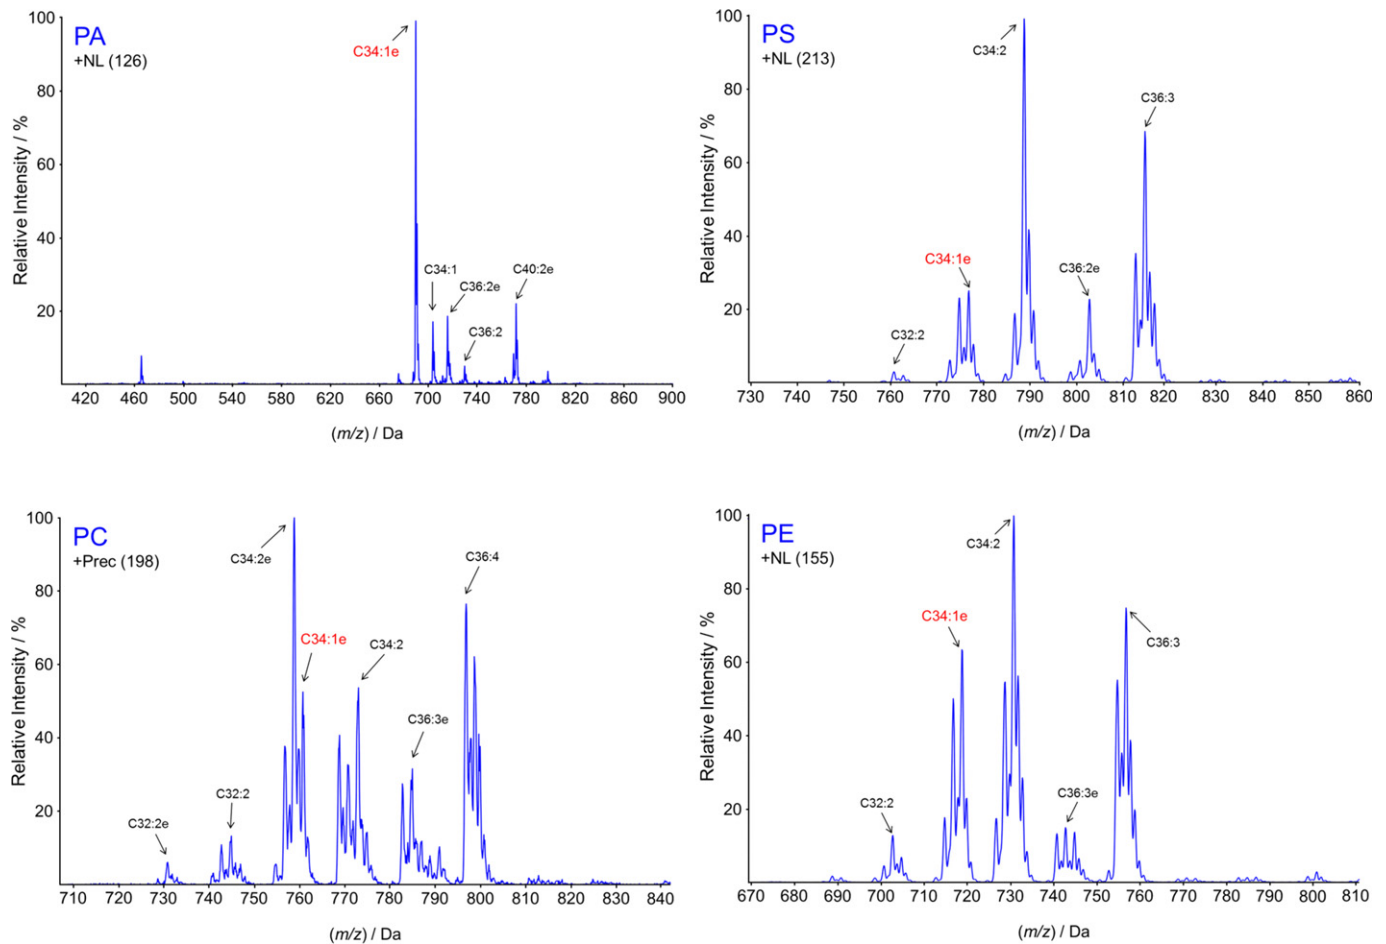 PA
+NL (126)
Relative Intensity / %
100
80
60
40
20
C34:1e
C34:1
C36:2e
C36:2
C40:2e
420 460 500 540 580 620 660 700 740 780 820 860 900
(m/z) / Da
PS
+NL (213)
Relative Intensity / %
100
80
60
40
20
C34:2
C36:3
C34:1e
C36:2e
C32:2
730 740 750 760 770 780 790 800 810 820 830 840 850 860
(m/z) / Da
PC
+Prec (198)
Relative Intensity / %
100
80
60
40
20
C34:2e
C36:4
C34:1e
C34:2
C36:3e
C32:2
C32:2e
710 720 730 740 750 760 770 780 790 800 810 820 830 840
(m/z) / Da
PE
+NL (155)
Relative Intensity / %
100
80
60
40
20
C34:2
C34:1e
C36:3
C32:2
C36:3e
670 680 690 700 710 720 730 740 750 760 770 780 790 800 810
(m/z) / Da